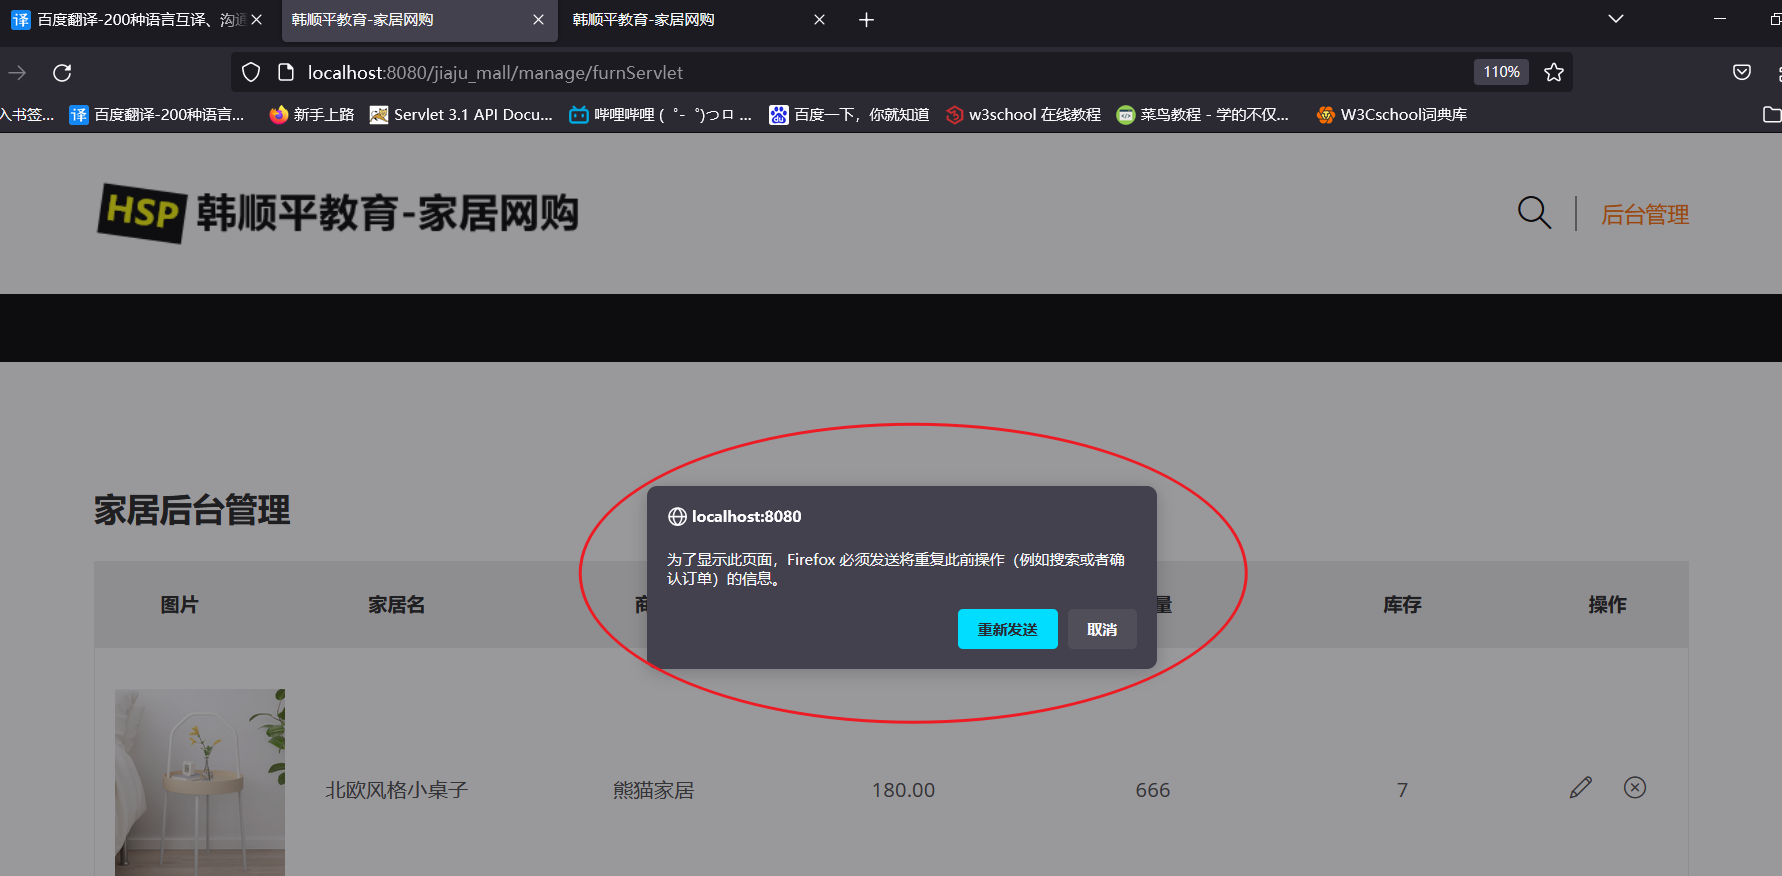 译 百度翻译-200种语言互译、沟通
韩顺平教育-家居网购
韩顺平教育-家居网购
localhost:8080/jiaju_mall/manage/furnServlet
110%
入书签...
译 百度翻译-200种语言...
新手上路
Servlet 3.1 API Docu...
哔哩哔哩 (゜-゜)つロ ...
du 百度一下，你就知道
w3school 在线教程
菜鸟教程 - 学的不仅...
W3Cschool词典库
HSP 韩顺平教育-家居网购
后台管理
家居后台管理
localhost:8080
为了显示此页面，Firefox 必须发送将重复此前操作（例如搜索或者确
认订单）的信息。
重新发送
取消
图片 家居名 商 量 库存 操作
北欧风格小桌子 熊猫家居 180.00 666 7